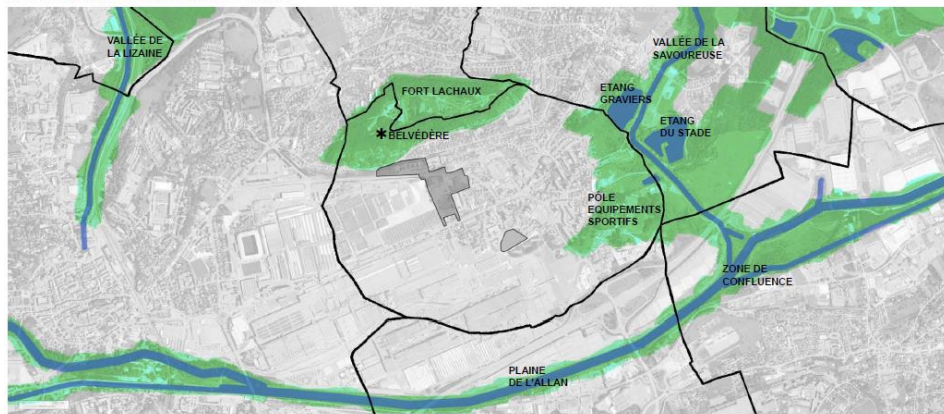 VALLÉE DE
LA LIZAINE
VALLÉE DE LA
SAVOUREUSE
FORT LACHAUX
ETANG
GRAVIERS
ETANG
DU STADE
*BELVÉDÈRE
PÔLE
EQUIPEMENTS
SPORTIFS
ZONE DE
CONFLUENCE
PLAINE
DE L'ALLAN